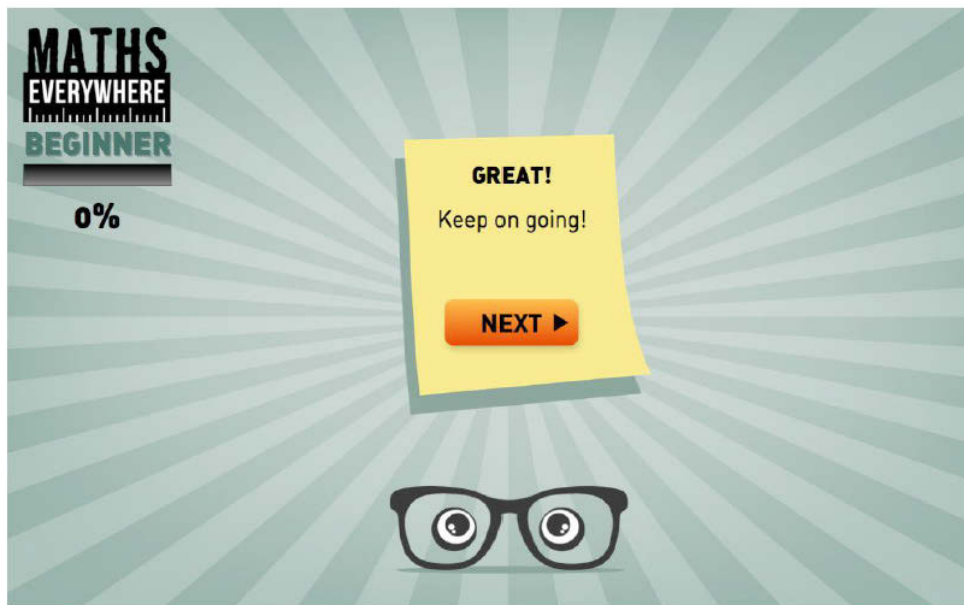 MATHS
EVERYWHERE
BEGINNER
0%
GREAT!
Keep on going!
NEXT